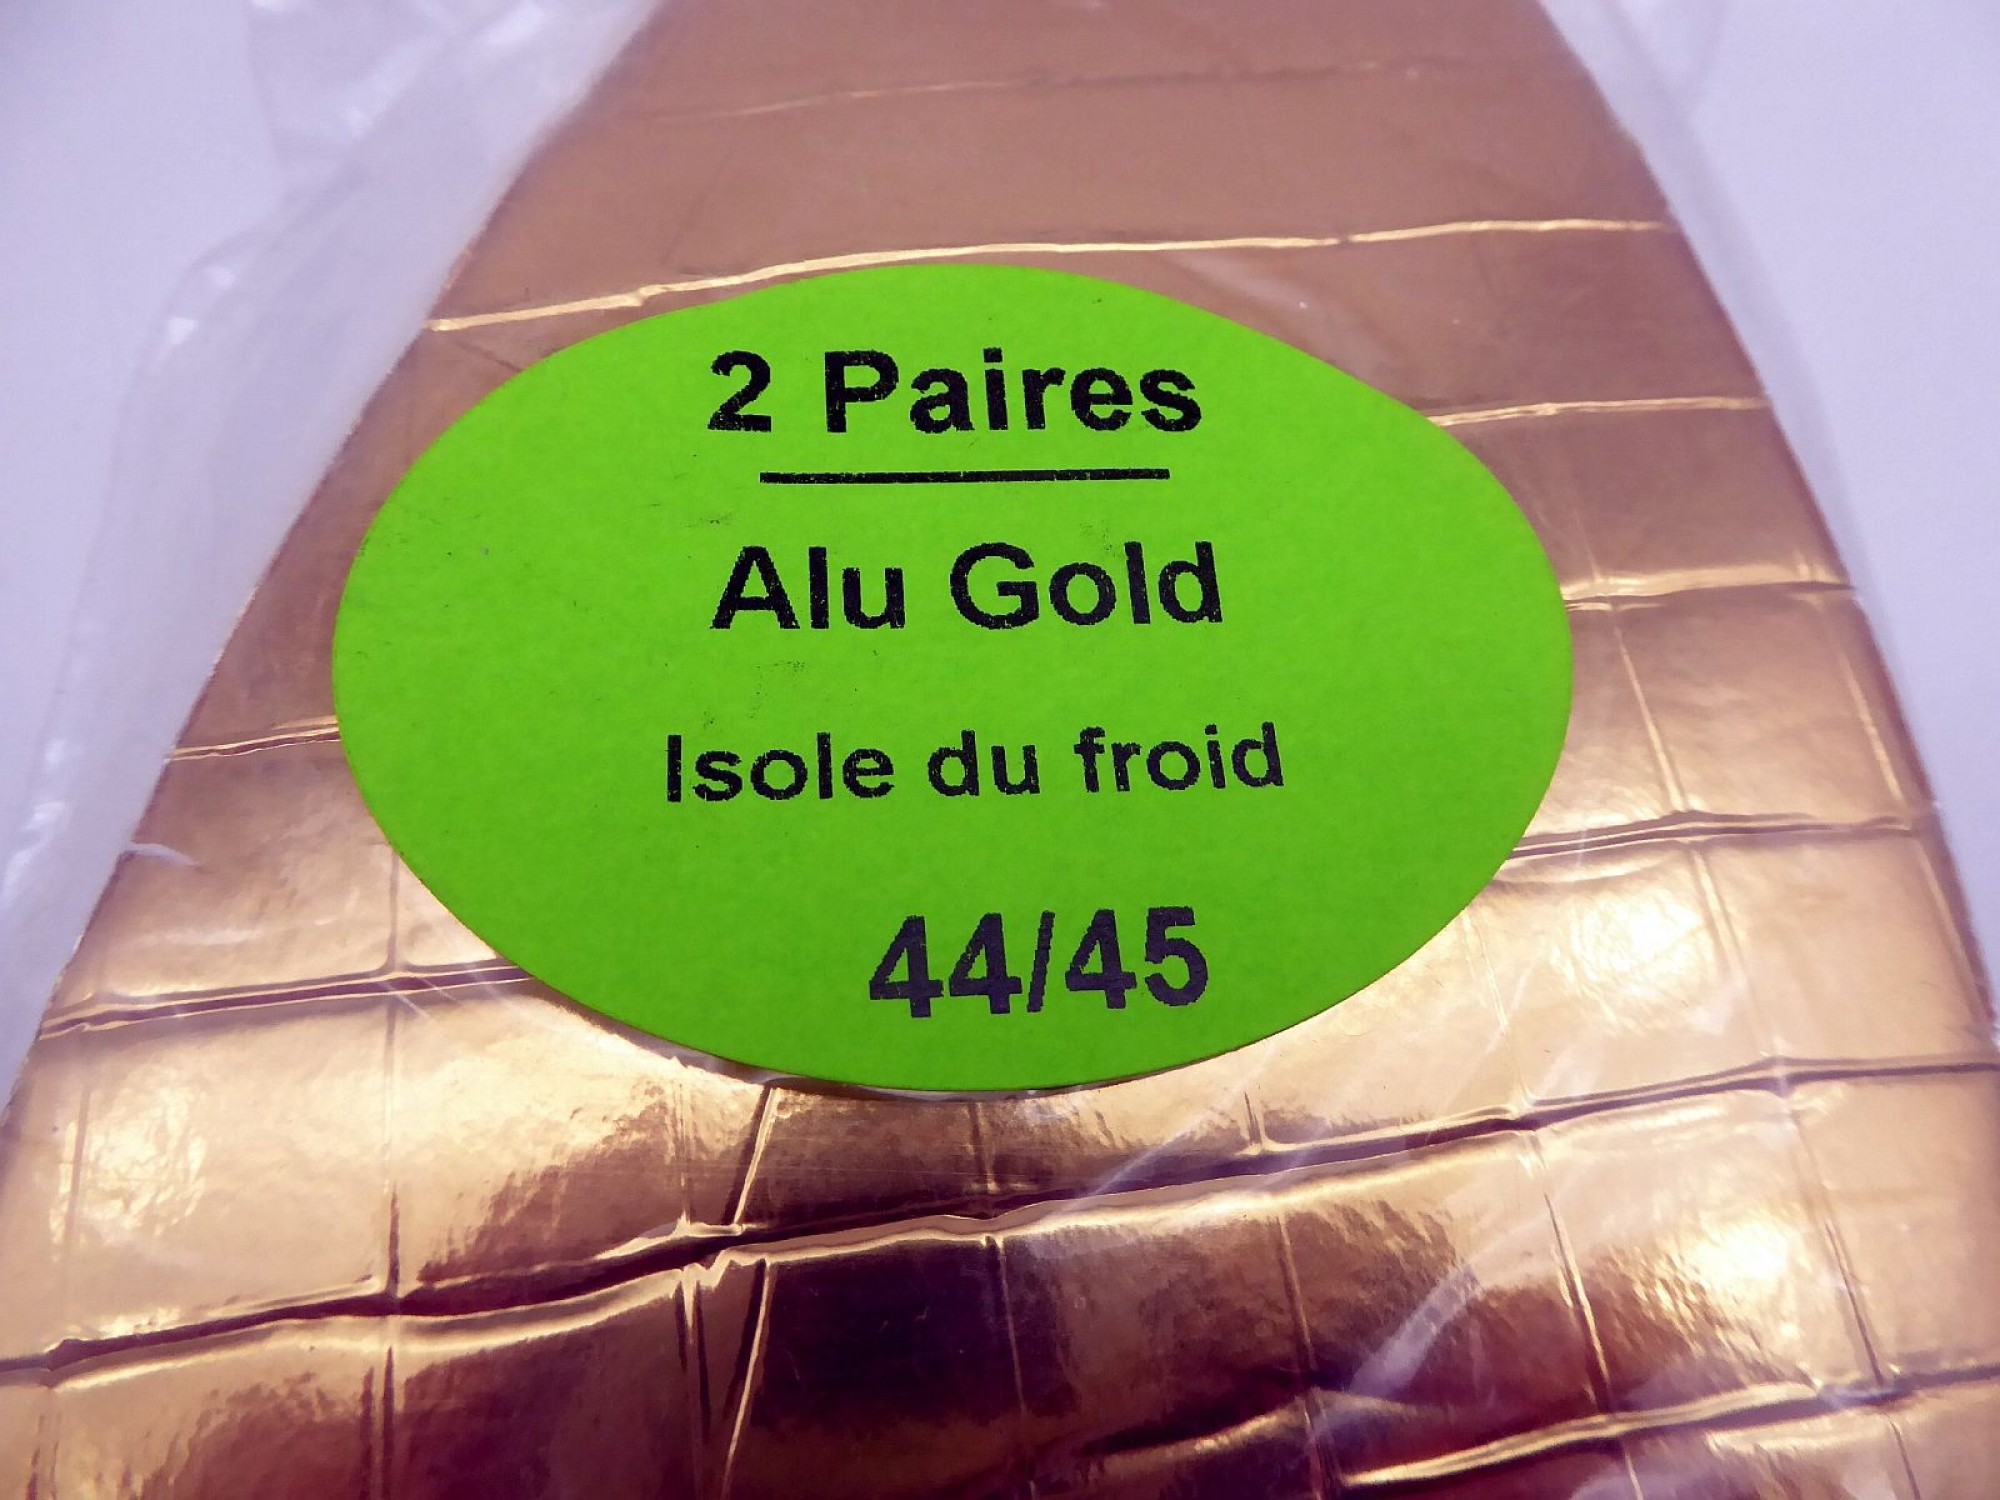 2 Paires
Alu Gold
Isole du froid
44/45